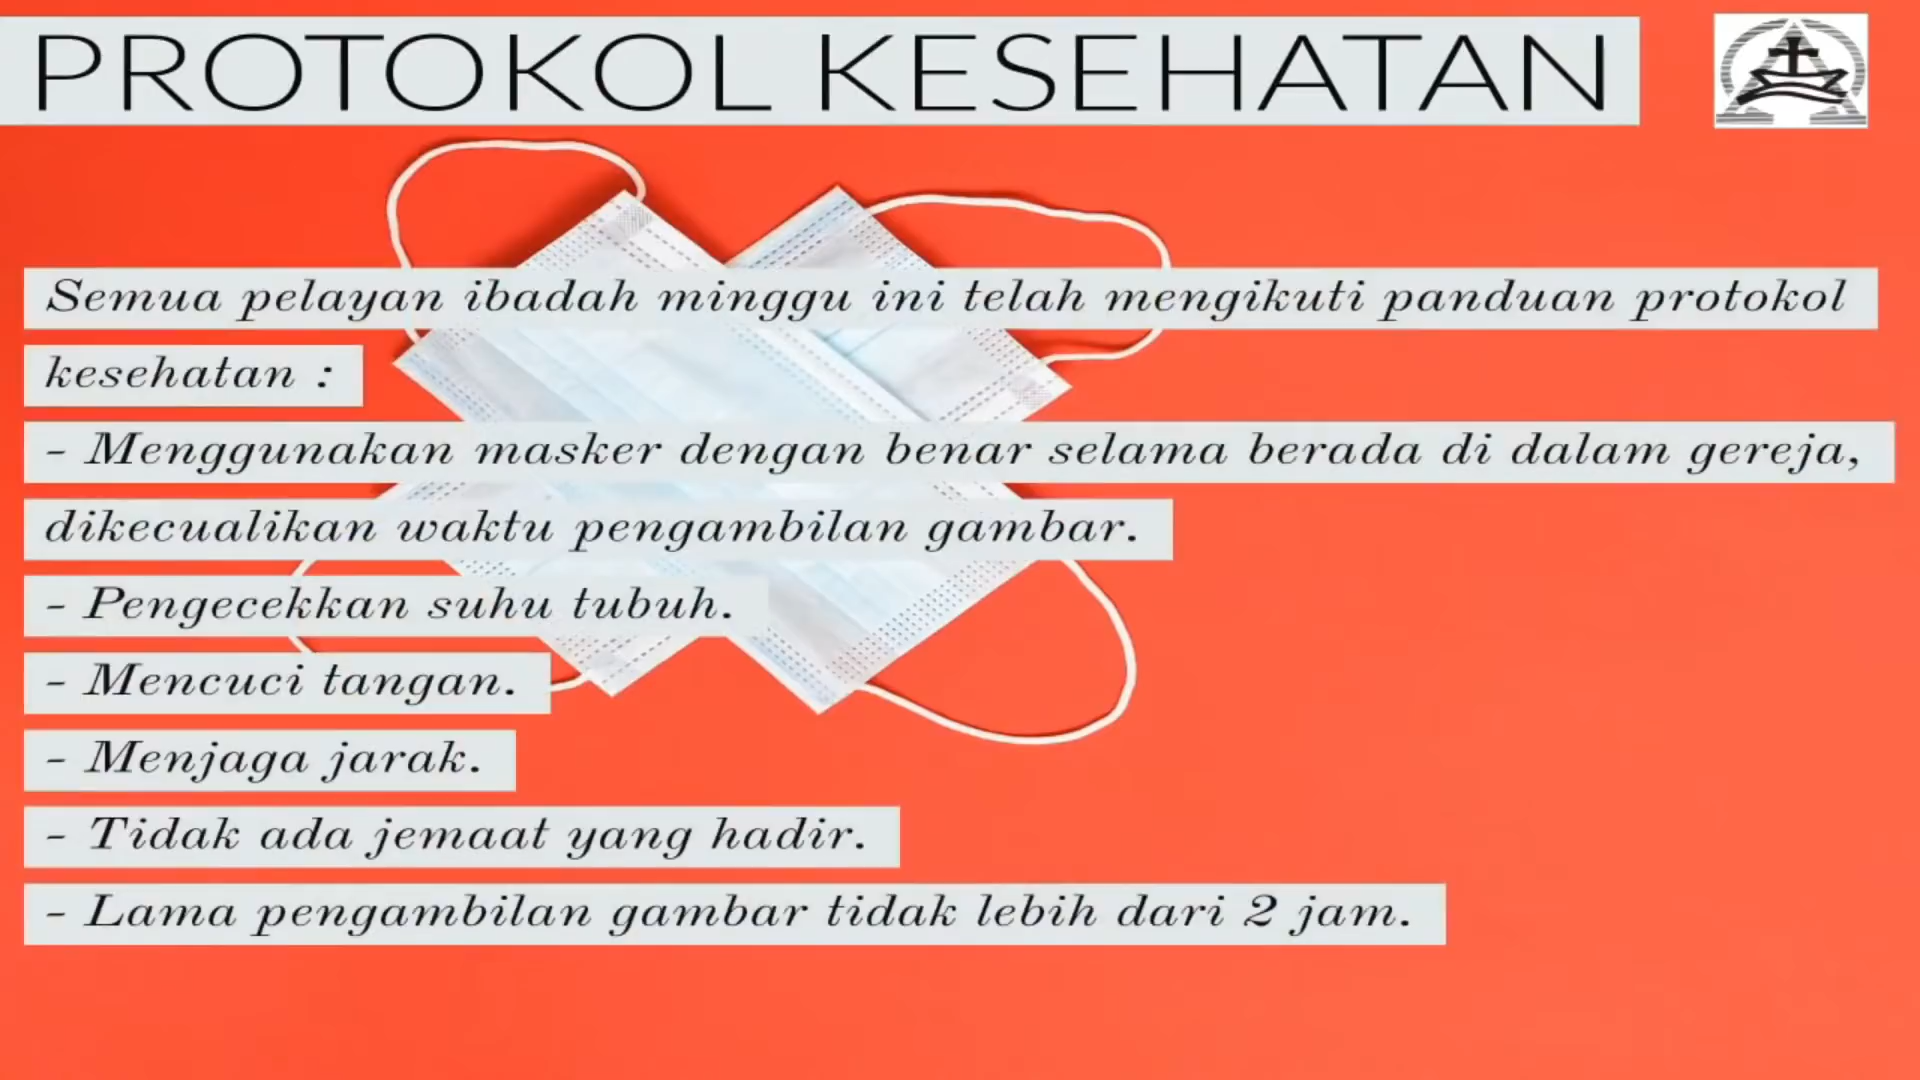 PROTOKOL KESEHATAN
Semua pelayan ibadah minggu ini telah mengikuti panduan protokol
kesehatan :
- Menggunakan masker dengan benar selama berada di dalam gereja,
dikecualikan waktu pengambilan gambar.
- Pengecekkan suhu tubuh.
- Mencuci tangan.
- Menjaga jarak.
- Tidak ada jemaat yang hadir.
- Lama pengambilan gambar tidak lebih dari 2 jam.